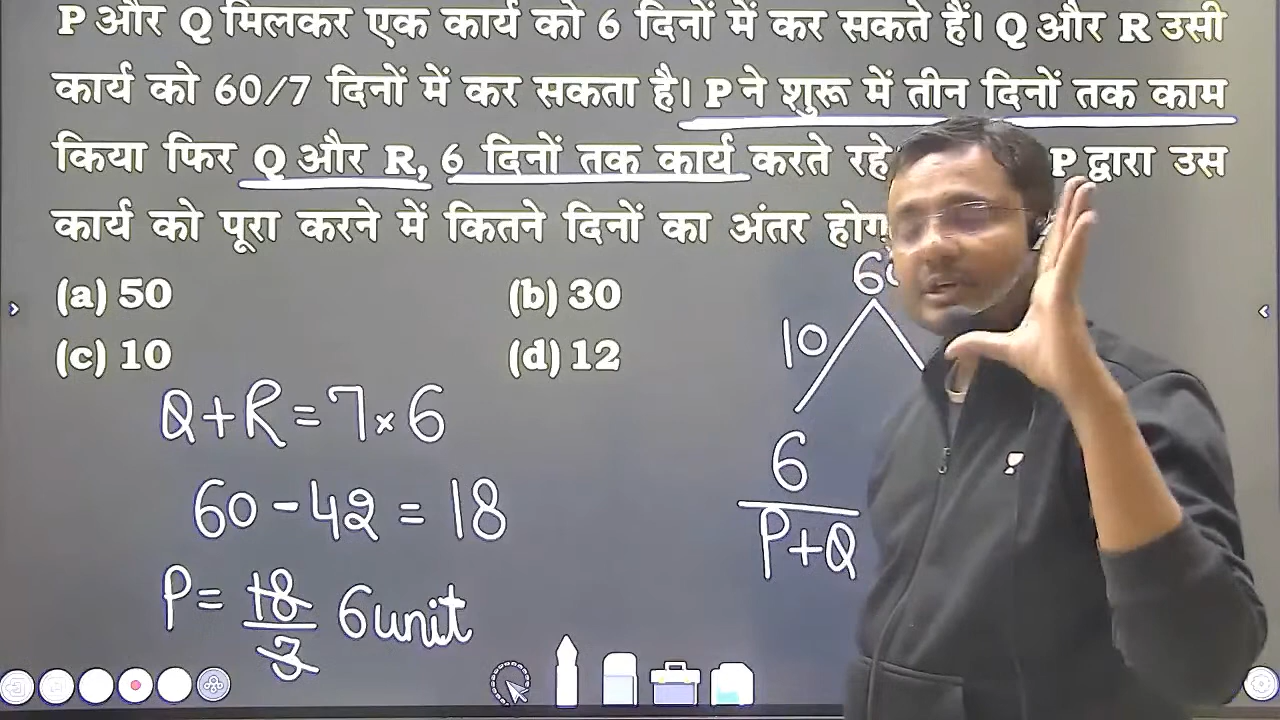 P और Q मिलकर एक कार्य को 6 दिनों में कर सकते हैं। Q और R उसी
कार्य को 60/7 दिनों में कर सकता है। P ने शुरू में तीन दिनों तक काम
किया फिर Q और R, 6 दिनों तक कार्य करते रहे P द्वारा उस
कार्य को पूरा करने में कितने दिनों का अंतर
(a) 50 (b) 30
(c) 10 (d) 12
Q+R=7×6
60-42=18
P=18/3 6unit
10
6
P+Q